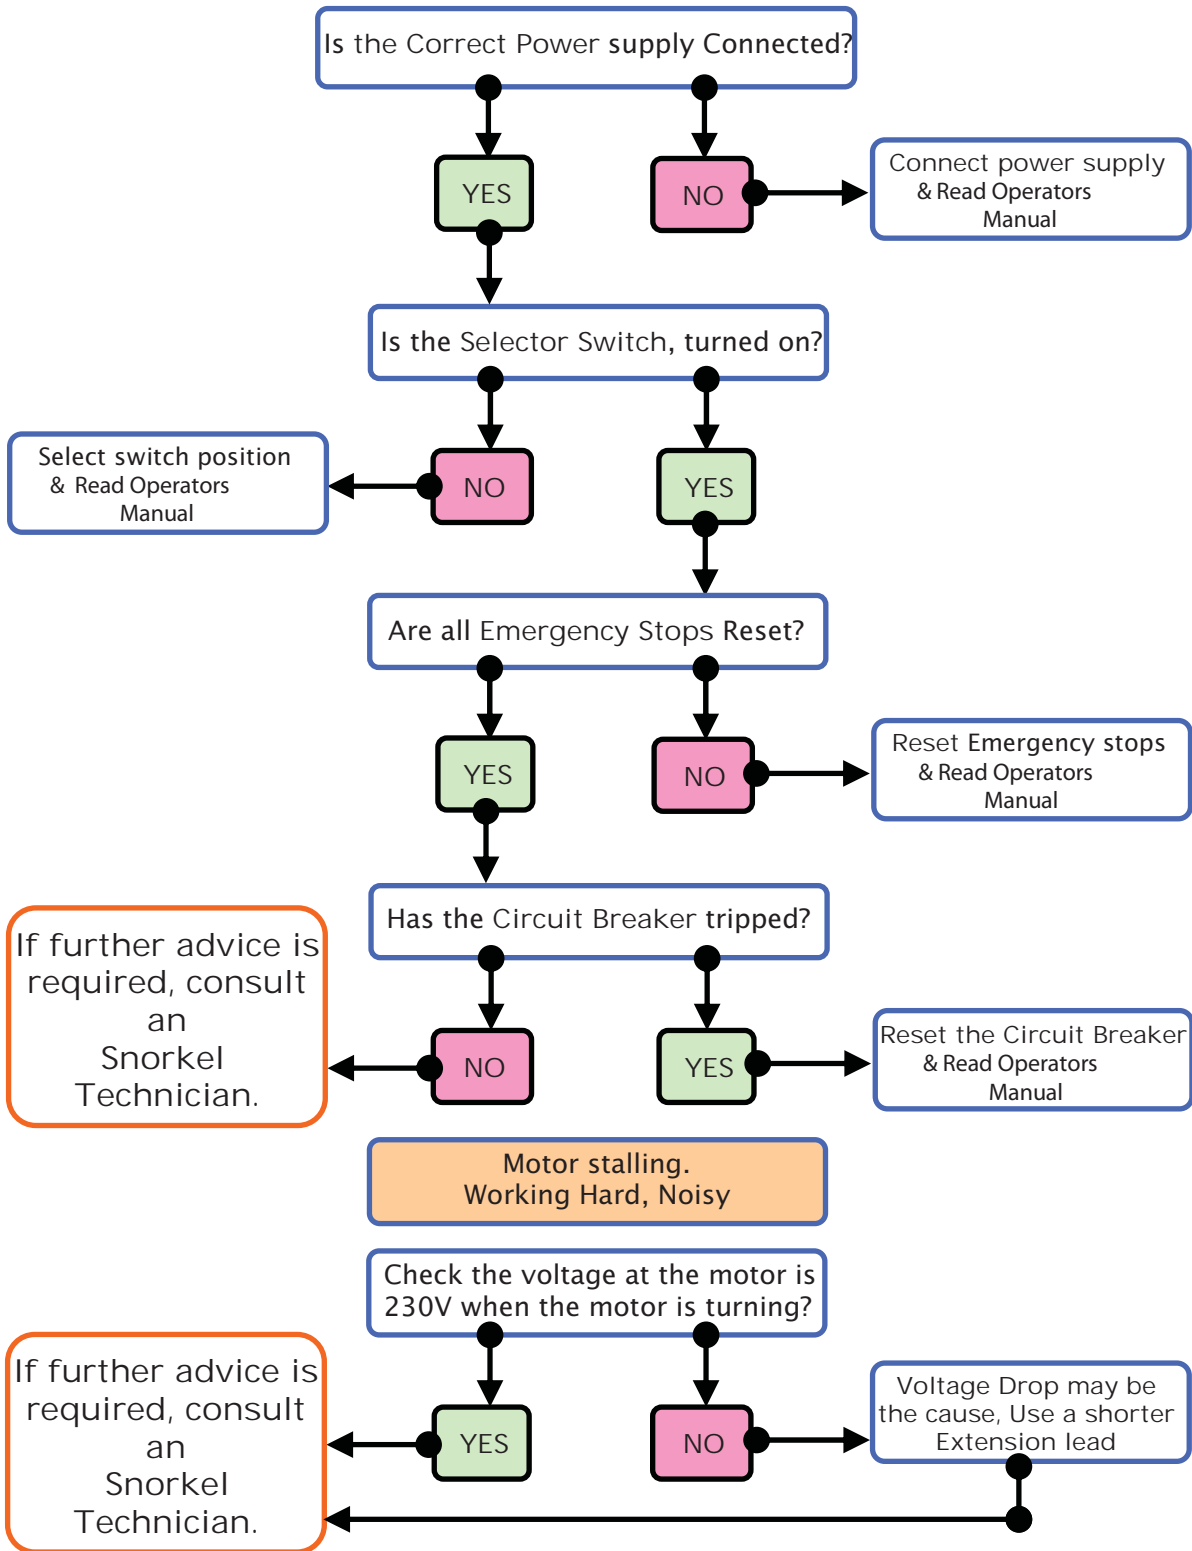 Is the Correct Power supply Connected?
YES
NO
Connect power supply
& Read Operators
Manual
Is the Selector Switch, turned on?
Select switch position
& Read Operators
Manual
NO
YES
Are all Emergency Stops Reset?
YES
NO
Reset Emergency stops
& Read Operators
Manual
Has the Circuit Breaker tripped?
If further advice is
required, consult
an
Snorkel
Technician.
NO
YES
Reset the Circuit Breaker
& Read Operators
Manual
Motor stalling.
Working Hard, Noisy
Check the voltage at the motor is
230V when the motor is turning?
If further advice is
required, consult
an
Snorkel
Technician.
YES
NO
Voltage Drop may be
the cause, Use a shorter
Extension lead